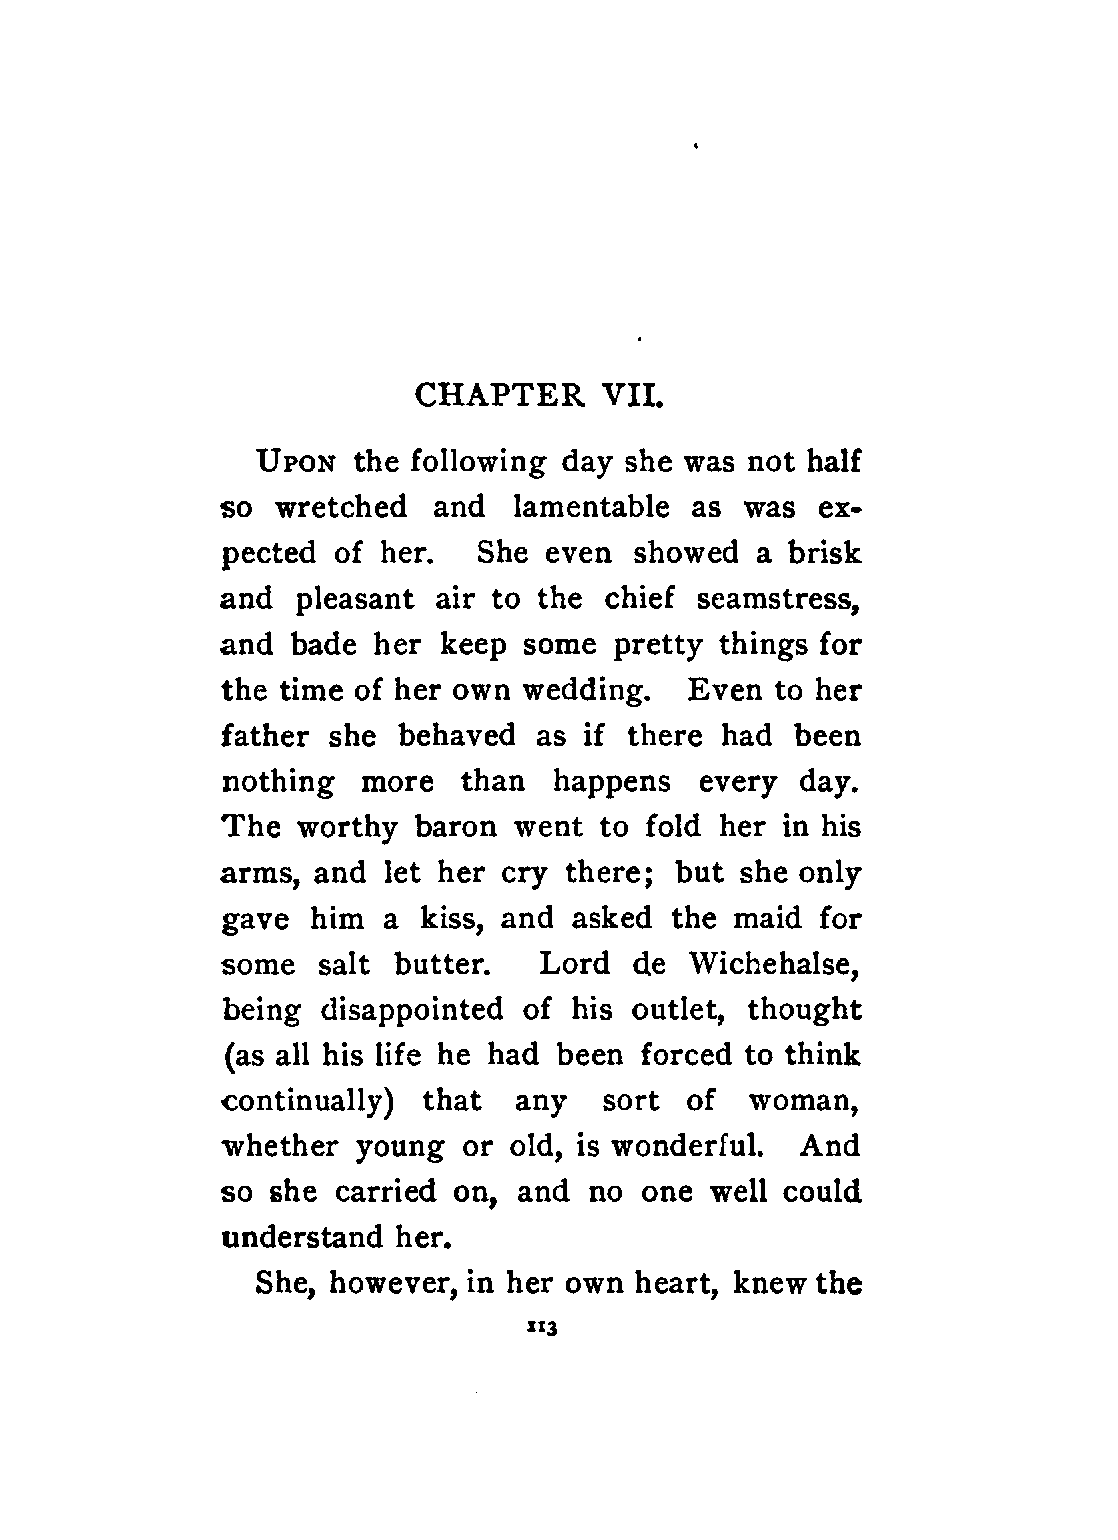 CHAPTER VII.
UPON the following day she was not half
so wretched and lamentable as was ex-
pected of her. She even showed a brisk
and pleasant air to the chief seamstress,
and bade her keep some pretty things for
the time of her own wedding. Even to her
father she behaved as if there had been
nothing more than happens every day.
The worthy baron went to fold her in his
arms, and let her cry there; but she only
gave him a kiss, and asked the maid for
some salt butter. Lord de Wichehalse,
being disappointed of his outlet, thought
(as all his life he had been forced to think
continually) that any sort of woman,
whether young or old, is wonderful. And
so she carried on, and no one well could
understand her.
She, however, in her own heart, knew the
113